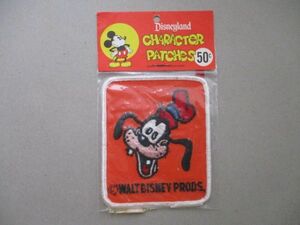 Disneyland
CHARACTER
PATCHES
50¢
©WALT DISNEY PRODS.